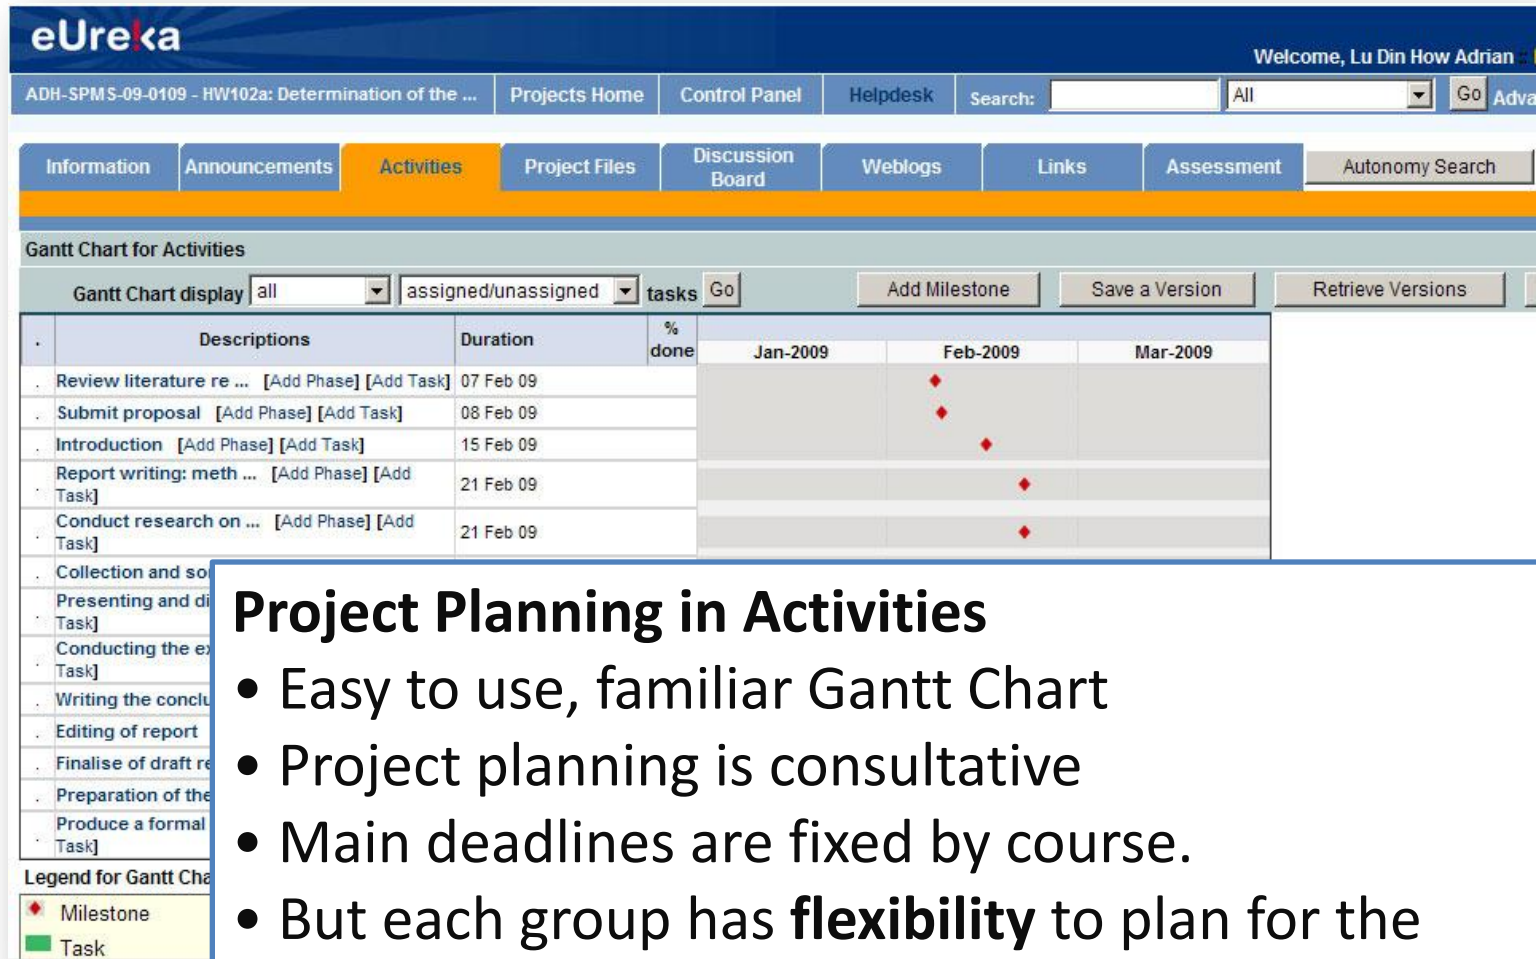 eUreka
Welcome, Lu Din How Adrian ::
ADH-SPMS-09-0109 - HW102a: Determination of the ... Projects Home Control Panel Helpdesk Search: All Go Adva
Information Announcements Activities Project Files Discussion Board Weblogs Links Assessment Autonomy Search
Gantt Chart for Activities
Gantt Chart display all assigned/unassigned tasks Go Add Milestone Save a Version Retrieve Versions
. Descriptions Duration % done Jan-2009 Feb-2009 Mar-2009
. Review literature re ... [Add Phase] [Add Task] 07 Feb 09
. Submit proposal [Add Phase] [Add Task] 08 Feb 09
. Introduction [Add Phase] [Add Task] 15 Feb 09
. Report writing: meth ... [Add Phase] [Add
Task] 21 Feb 09
. Conduct research on ... [Add Phase] [Add
Task] 21 Feb 09
. Collection and so
. Presenting and di
Task]
. Conducting the ex
Task]
. Writing the conclu
. Editing of report
. Finalise of draft re
. Preparation of the
. Produce a formal
Task]
Legend for Gantt Cha
Milestone
Task
Project Planning in Activities
• Easy to use, familiar Gantt Chart
• Project planning is consultative
• Main deadlines are fixed by course.
• But each group has flexibility to plan for the